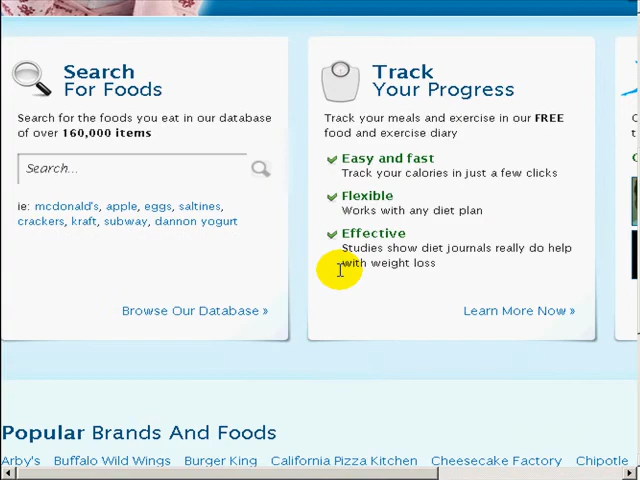 Search
For Foods
Search for the foods you eat in our database
of over 160,000 items
Search...
ie: mcdonald's, apple, eggs, saltines,
crackers, kraft, subway, dannon yogurt
Browse Our Database »
Track
Your Progress
Track your meals and exercise in our FREE
food and exercise diary
Easy and fast
Track your calories in just a few clicks
Flexible
Works with any diet plan
Effective
Studies show diet journals really do help
with weight loss
Learn More Now »
Popular Brands And Foods
Arby's Buffalo Wild Wings Burger King California Pizza Kitchen Cheesecake Factory Chipotle